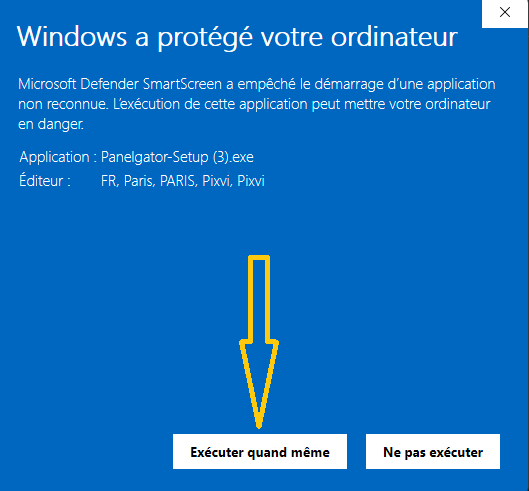 Windows a protégé votre ordinateur
Microsoft Defender SmartScreen a empêché le démarrage d’une application
non reconnue. L’exécution de cette application peut mettre votre ordinateur
en danger.
Application : Panelgator-Setup (3).exe
Éditeur : FR, Paris, PARIS, Pixvi, Pixvi
Exécuter quand même
Ne pas exécuter